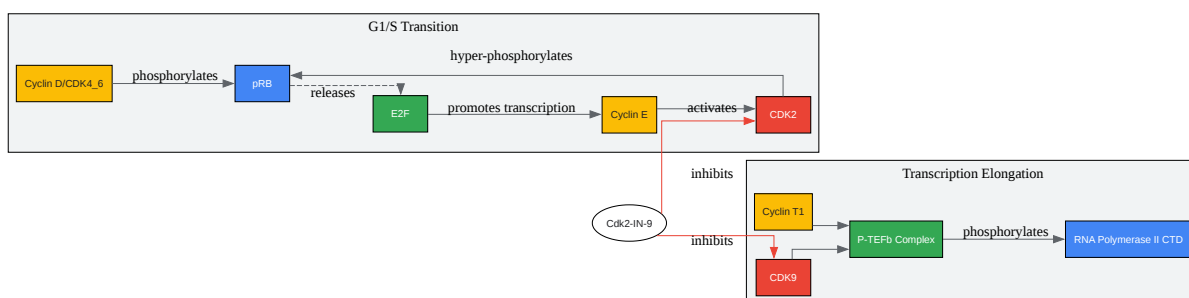 G1/S Transition
hyper-phosphorylates
Cyclin D/CDK4_6
phosphorylates
pRB
releases
E2F
promotes transcription
Cyclin E
activates
CDK2
inhibits
Transcription Elongation
Cdk2-IN-9
inhibits
Cyclin T1
P-TEFb Complex
phosphorylates
RNA Polymerase II CTD
CDK9